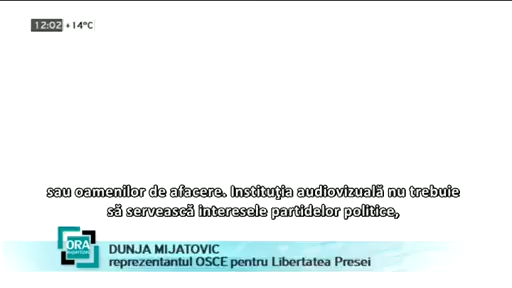 12:02 +14°C
sau oamenilor de afacere. Instituţia audiovizuală nu trebuie
să servească interesele partidelor politice,
ORA
expertizei
DUNJA MIJATOVIC
reprezentantul OSCE pentru Libertatea Presei